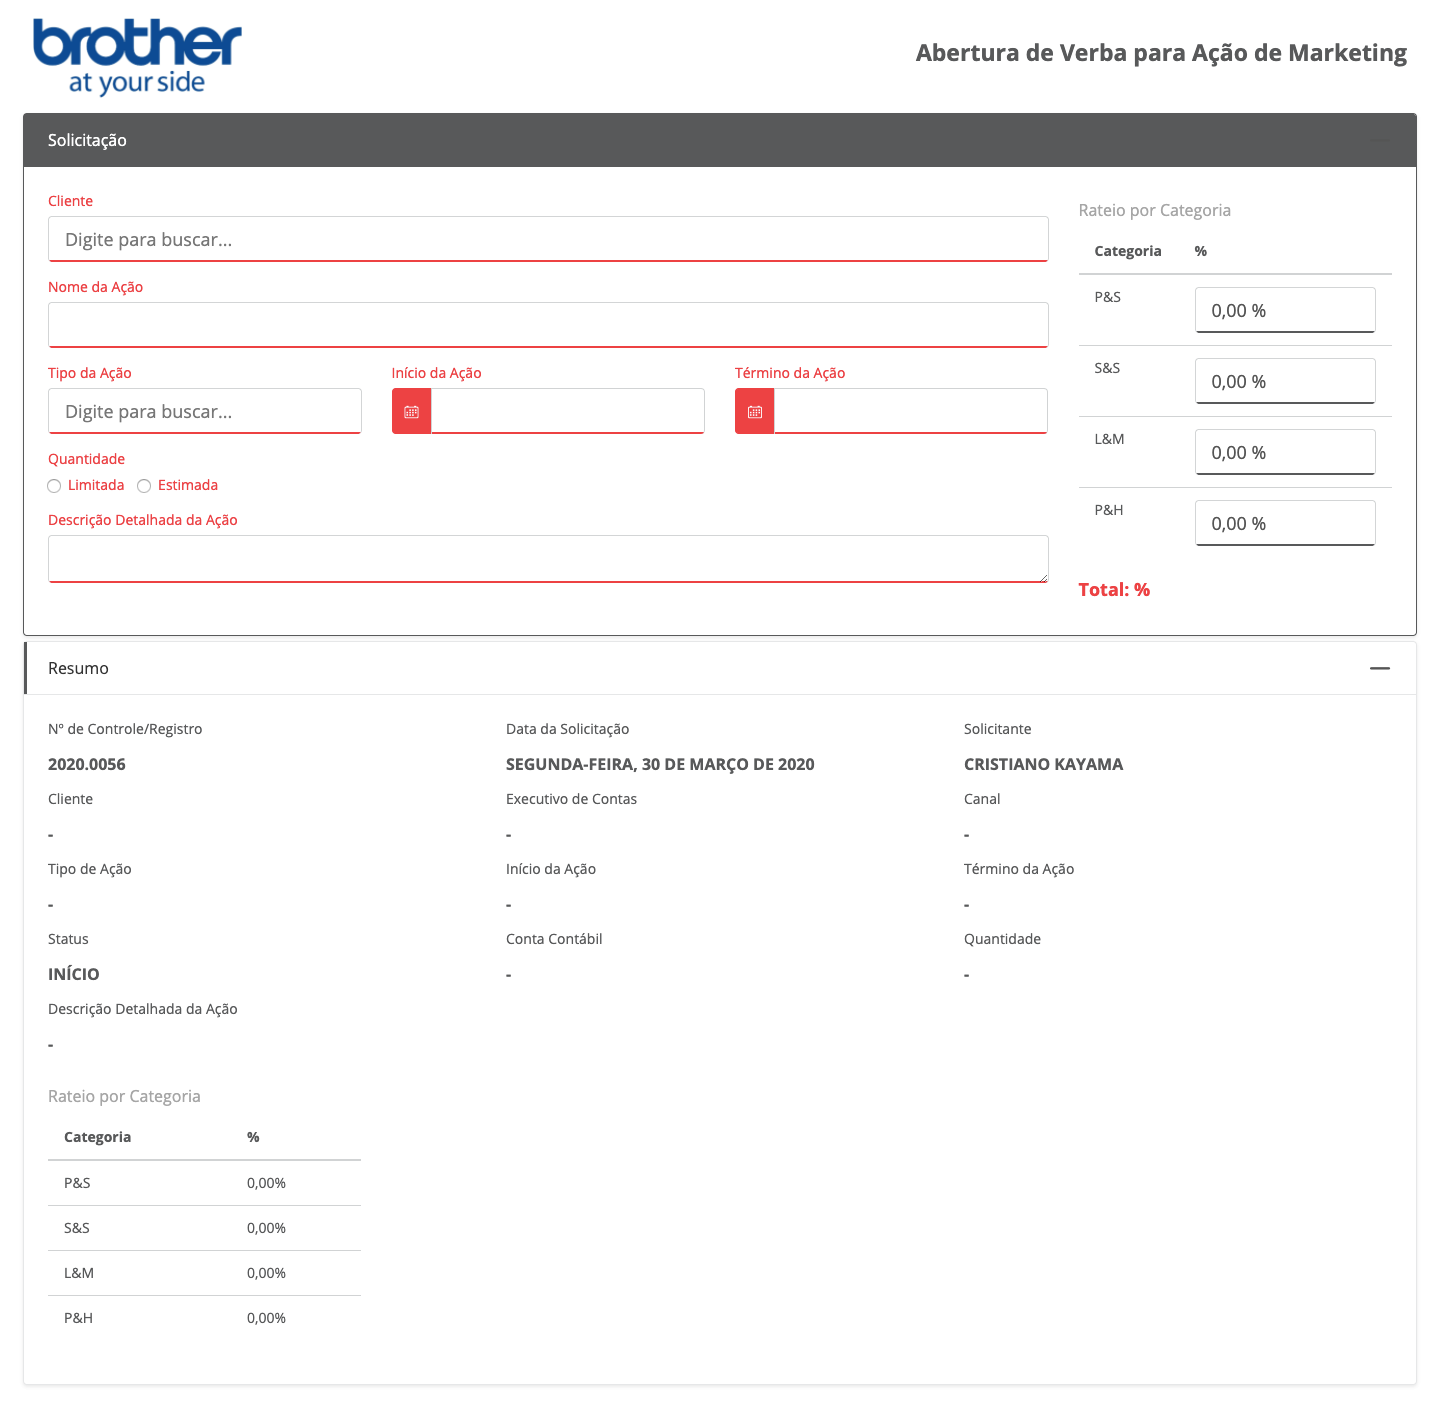 brother
at your side
Abertura de Verba para Ação de Marketing
Solicitação
Cliente
Digite para buscar...
Nome da Ação
Tipo da Ação
Início da Ação
Término da Ação
Digite para buscar...
Quantidade
Limitada
Estimada
Descrição Detalhada da Ação
Rateio por Categoria
Categoria %
P&S 0,00 %
S&S 0,00 %
L&M 0,00 %
P&H 0,00 %
Total: %
Resumo
Nº de Controle/Registro
Data da Solicitação
Solicitante
2020.0056
SEGUNDA-FEIRA, 30 DE MARÇO DE 2020
CRISTIANO KAYAMA
Cliente
Executivo de Contas
Canal
-
-
-
Tipo de Ação
Início da Ação
Término da Ação
-
-
-
Status
Conta Contábil
Quantidade
INÍCIO
-
-
Descrição Detalhada da Ação
-
Rateio por Categoria
Categoria %
P&S 0,00%
S&S 0,00%
L&M 0,00%
P&H 0,00%